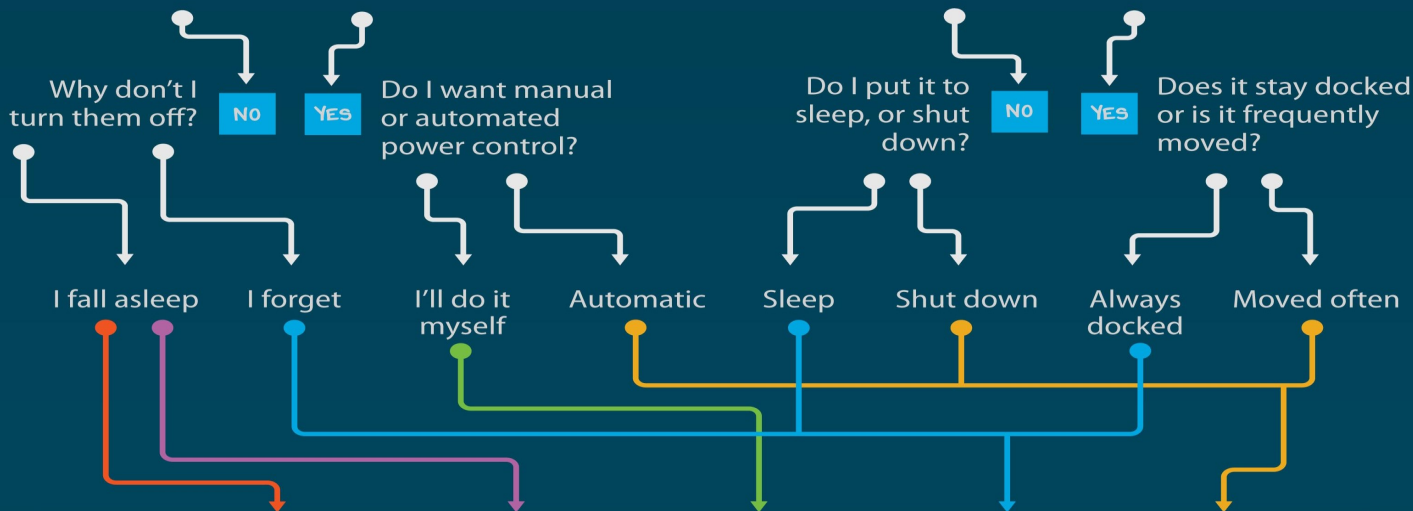 Why don't I
turn them off?
NO
YES
Do I want manual
or automated
power control?
Do I put it to
sleep, or shut
down?
NO
YES
Does it stay docked
or is it frequently
moved?
I fall asleep
I forget
I'll do it
myself
Automatic
Sleep
Shut down
Always
docked
Moved often